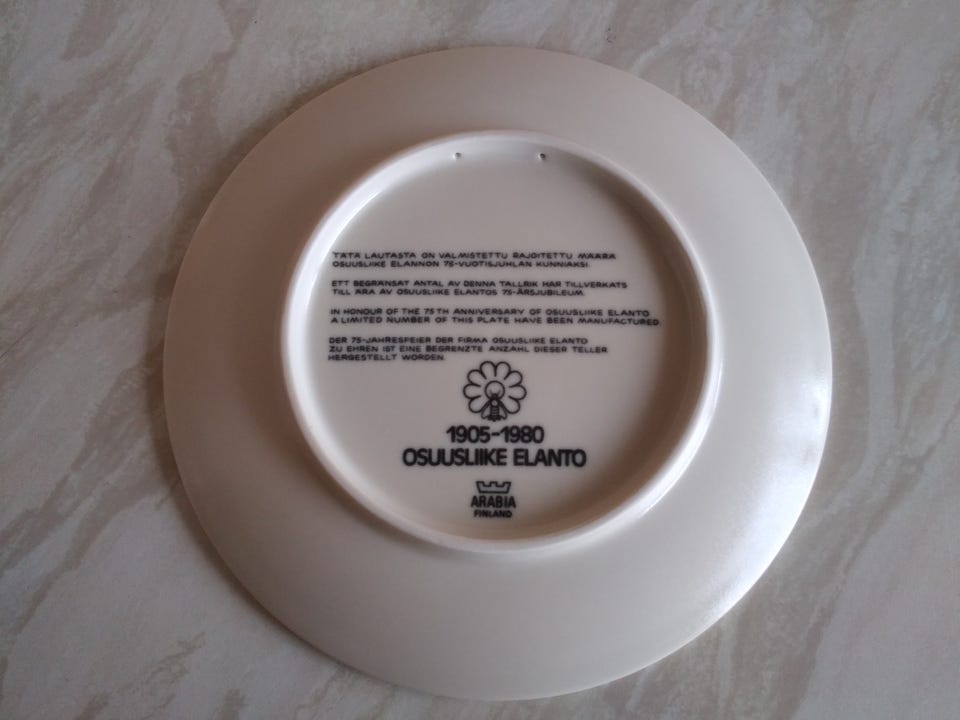 TÄTÄ LAUTASTA ON VALMISTETTU RAJOITETTU MÄÄRÄ
OSUUSLIIKE ELANNON 75-VUOTISJUHLAN KUNNIAKSI.
ETT BEGRÄNSAT ANTAL AV DENNA TALLRIK HAR TILLVERKATS
TILL ÄRA AV OSUUSLIIKE ELANTOS 75-ÅRSJUBILEUM.
IN HONOUR OF THE 75TH ANNIVERSARY OF OSUUSLIIKE ELANTO
A LIMITED NUMBER OF THIS PLATE HAVE BEEN MANUFACTURED.
DER 75-JAHRESFEIER DER FIRMA OSUUSLIIKE ELANTO
ZU EHREN IST EINE BEGRENZTE ANZAHL DIESER TELLER
HERGESTELLT WORDEN.
1905-1980
OSUUSLIIKE ELANTO
ARABIA
FINLAND